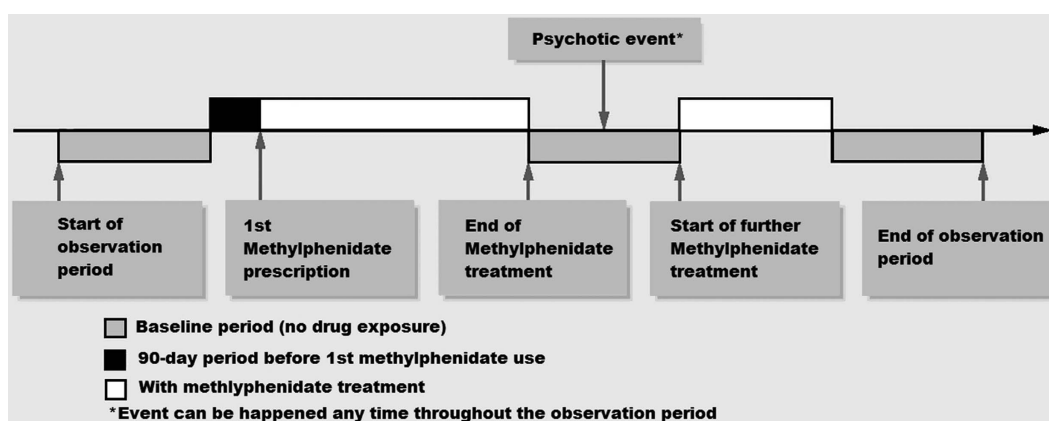 Psychotic event*
Start of
observation
period
1st
Methylphenidate
prescription
End of
Methylphenidate
treatment
Start of further
Methylphenidate
treatment
End of observation
period
Baseline period (no drug exposure)
90-day period before 1st methylphenidate use
With methlyphenidate treatment
*Event can be happened any time throughout the observation period